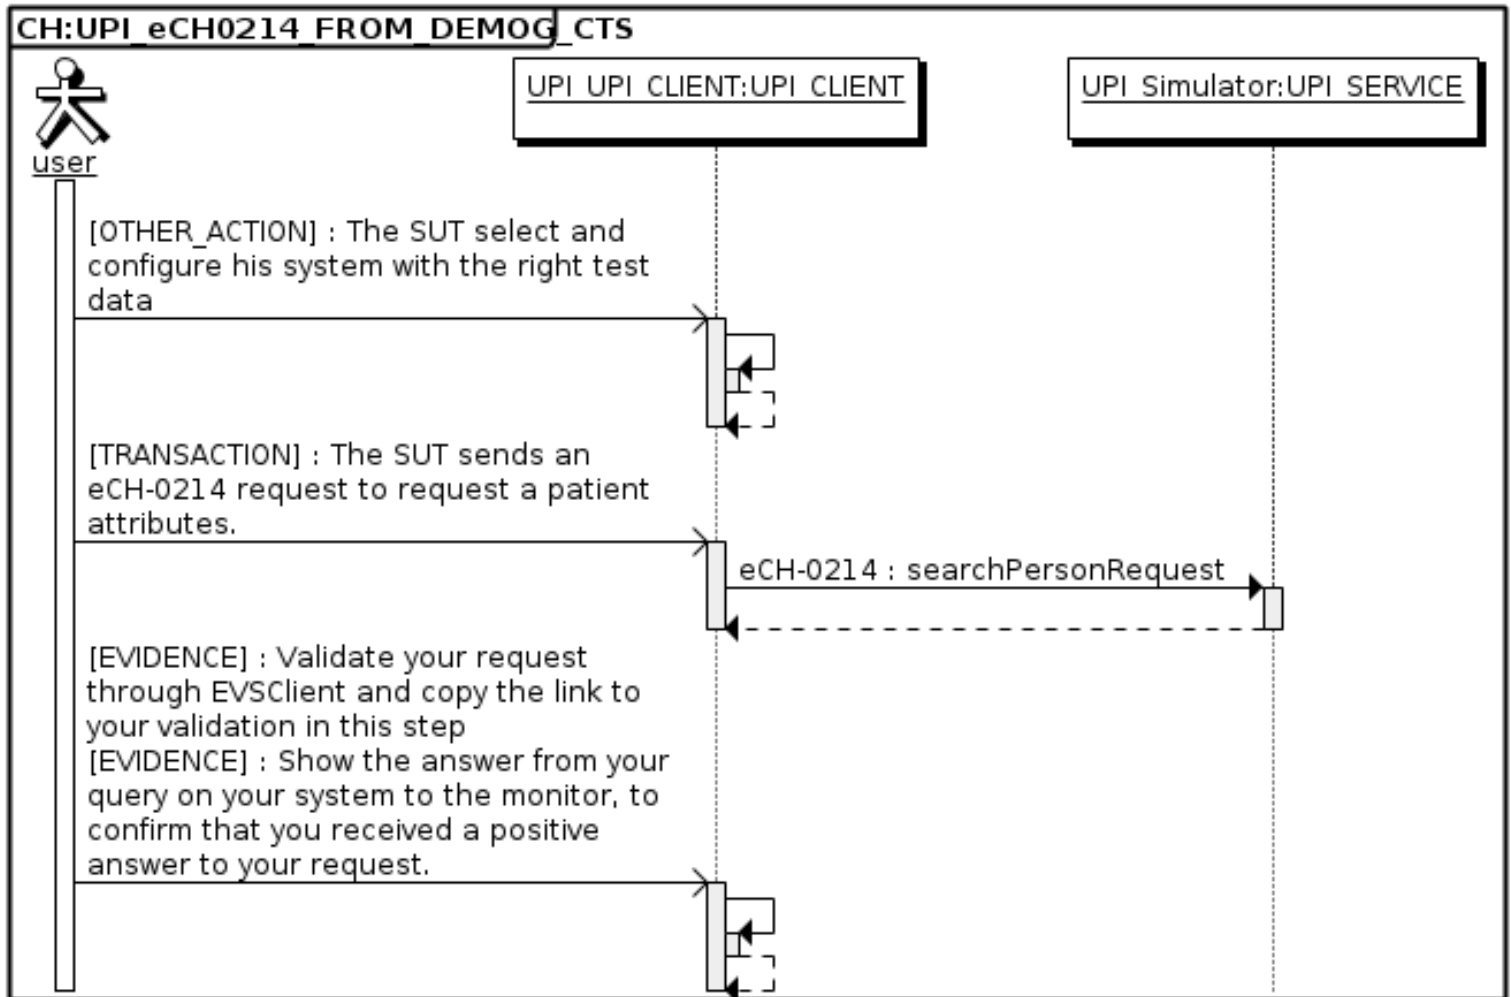 CH:UPI_eCH0214_FROM_DEMOG_CTS
UPI_UPI_CLIENT:UPI_CLIENT
UPI_Simulator:UPI_SERVICE
user
[OTHER_ACTION] : The SUT select and
configure his system with the right test
data
[TRANSACTION] : The SUT sends an
eCH-0214 request to request a patient
attributes.
eCH-0214 : searchPersonRequest
[EVIDENCE] : Validate your request
through EVSClient and copy the link to
your validation in this step
[EVIDENCE] : Show the answer from your
query on your system to the monitor, to
confirm that you received a positive
answer to your request.